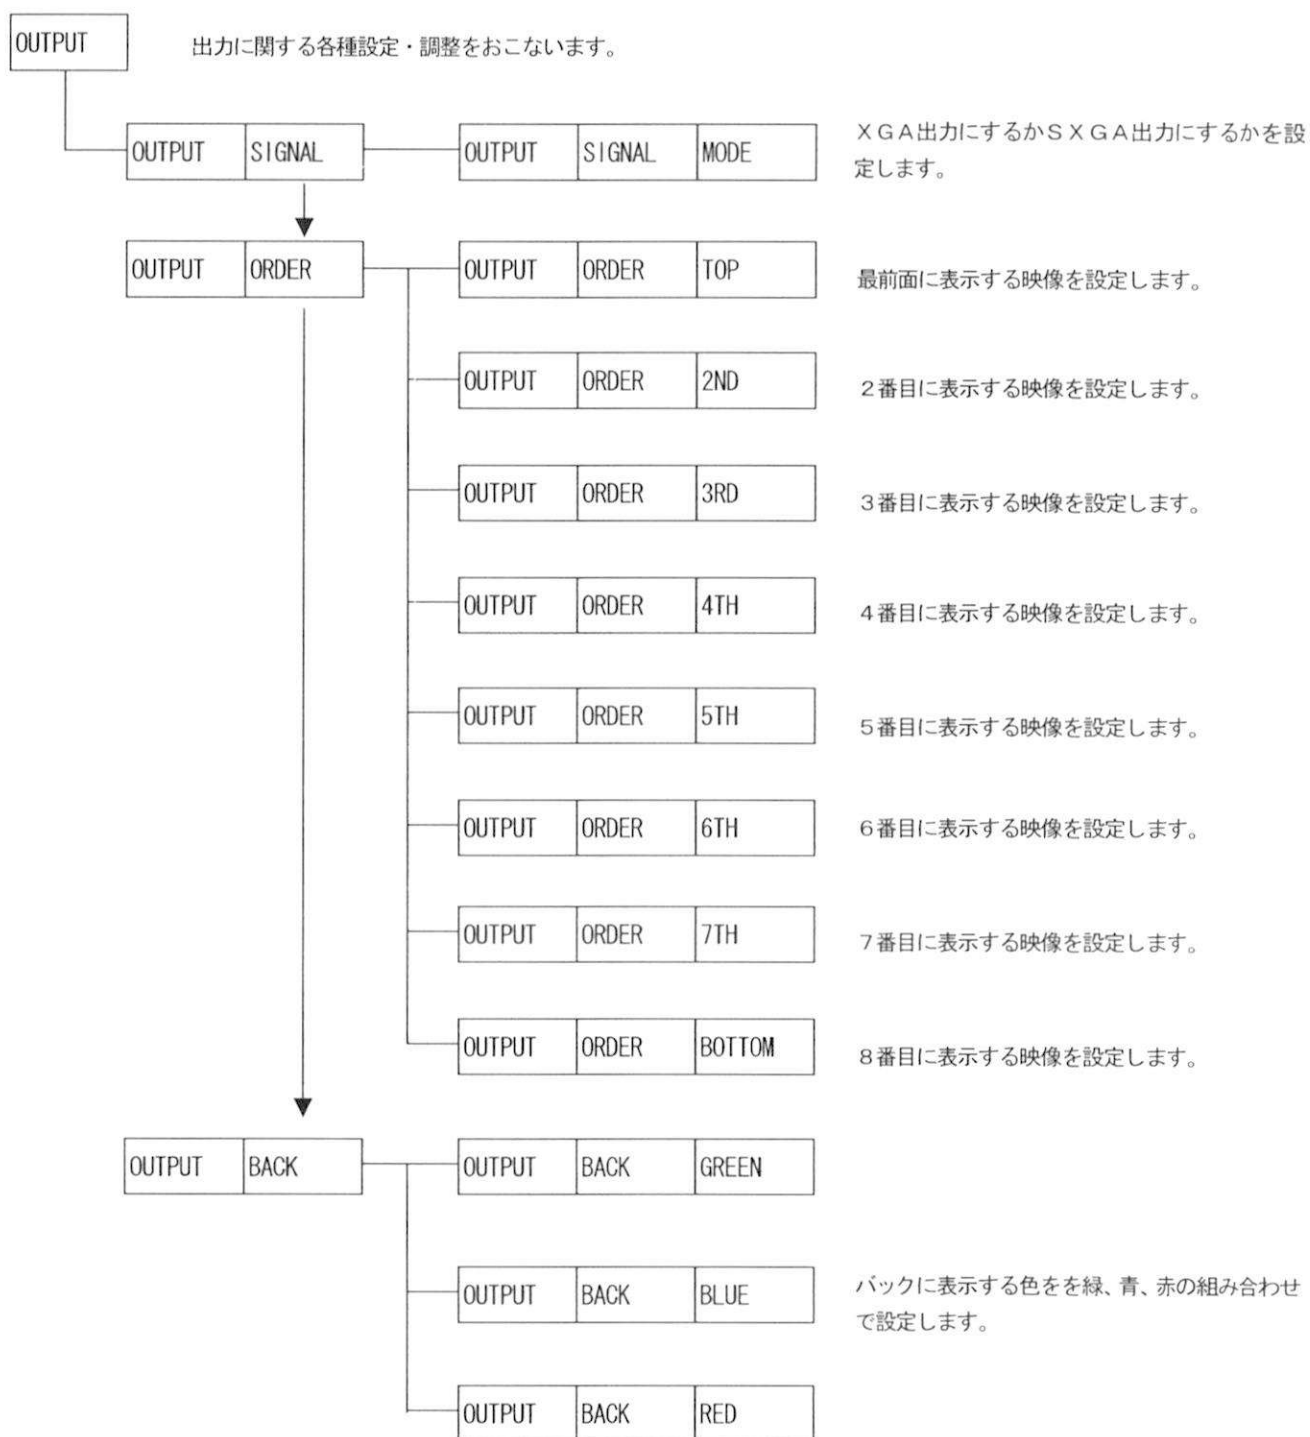 OUTPUT 出力に関する各種設定・調整をおこないます。
OUTPUT SIGNAL OUTPUT SIGNAL MODE XGA出力にするかSXGA出力にするかを設
定します。
OUTPUT ORDER OUTPUT ORDER TOP 最前面に表示する映像を設定します。
OUTPUT ORDER 2ND 2番目に表示する映像を設定します。
OUTPUT ORDER 3RD 3番目に表示する映像を設定します。
OUTPUT ORDER 4TH 4番目に表示する映像を設定します。
OUTPUT ORDER 5TH 5番目に表示する映像を設定します。
OUTPUT ORDER 6TH 6番目に表示する映像を設定します。
OUTPUT ORDER 7TH 7番目に表示する映像を設定します。
OUTPUT ORDER BOTTOM 8番目に表示する映像を設定します。
OUTPUT BACK OUTPUT BACK GREEN
OUTPUT BACK BLUE バックに表示する色をを緑、青、赤の組み合わせ
で設定します。
OUTPUT BACK RED